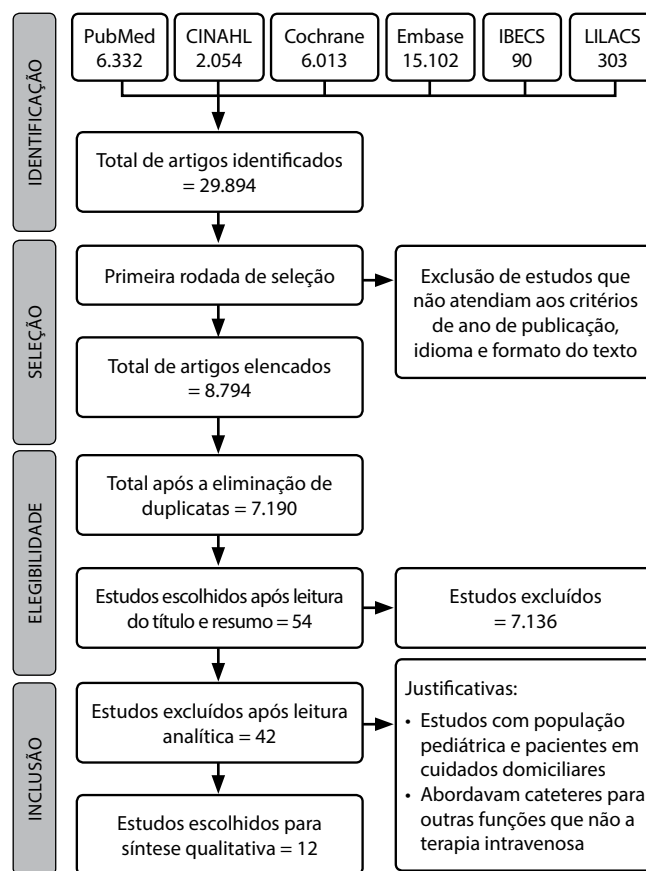 IDENTIFICAÇÃO
PubMed
6.332
CINAHL
2.054
Cochrane
6.013
Embase
15.102
IBECS
90
LILACS
303
Total de artigos identificados
= 29.894
SELEÇÃO
Primeira rodada de seleção
Exclusão de estudos que
não atendiam aos critérios
de ano de publicação,
idioma e formato do texto
Total de artigos elencados
= 8.794
ELEGIBILIDADE
Total após a eliminação de
duplicatas = 7.190
Estudos escolhidos após leitura
do título e resumo = 54
Estudos excluídos
= 7.136
INCLUSÃO
Estudos excluídos após leitura
analítica = 42
Justificativas:
• Estudos com população
pediátrica e pacientes em
cuidados domiciliares
• Abordavam cateteres para
outras funções que não a
terapia intravenosa
Estudos escolhidos para
síntese qualitativa = 12